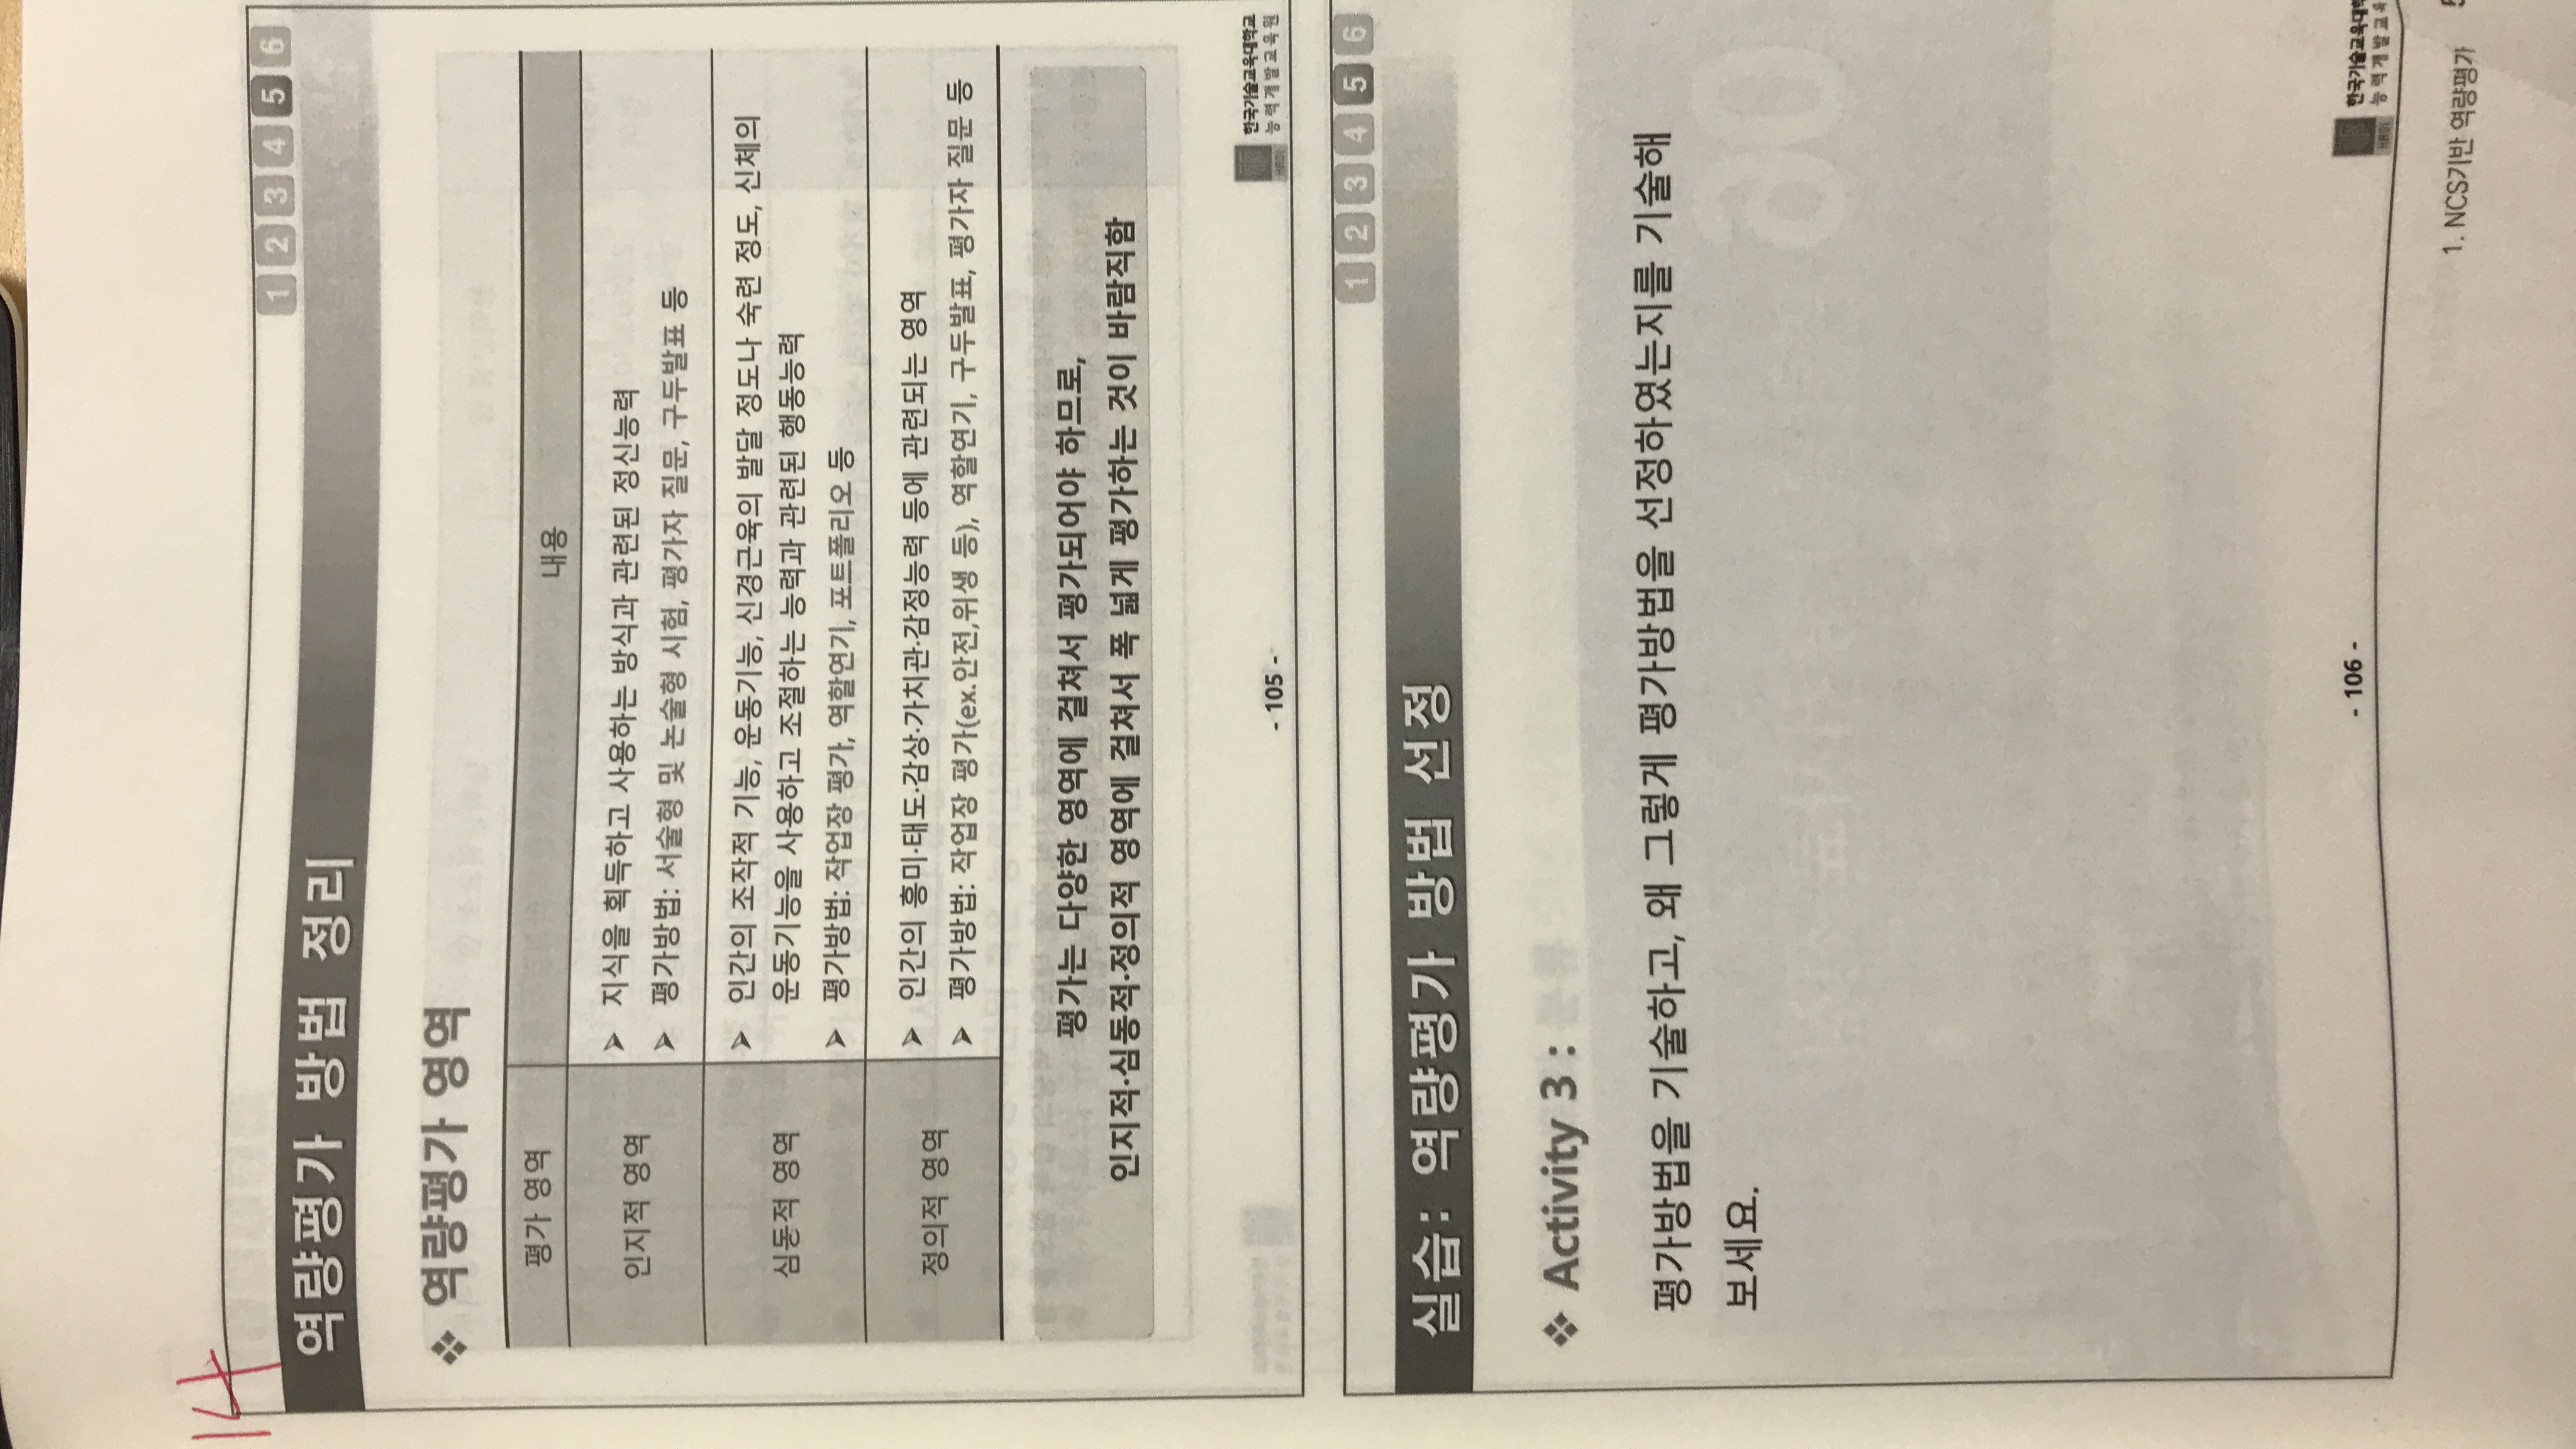 14
1 2 3 4 5 6
역량평가 방법 정리
❖ 역량평가 영역
평가 영역
내용
인지적 영역
➢ 지식을 획득하고 사용하는 방식과 관련된 정신능력
➢ 평가방법: 서술형 및 논술형 시험, 평가자 질문, 구두발표 등
심동적 영역
➢ 인간의 조작적 기능, 운동기능, 신경근육의 발달 정도나 숙련 정도, 신체의
운동기능을 사용하고 조절하는 능력과 관련된 행동능력
➢ 평가방법: 작업장 평가, 역할연기, 포트폴리오 등
정의적 영역
➢ 인간의 흥미·태도·감상·가치관·감정능력 등에 관련되는 영역
➢ 평가방법: 작업장 평가(ex.안전,위생 등), 역할연기, 구두발표, 평가자 질문 등
평가는 다양한 영역에 걸쳐서 평가되어야 하므로,
인지적·심동적·정의적 영역에 걸쳐서 폭 넓게 평가하는 것이 바람직함
- 105 -
HRDI
한국기술교육대학교
능력개발교육원
1 2 3 4 5 6
실습: 역량평가 방법 선정
❖ Activity 3 :
평가방법을 기술하고, 왜 그렇게 평가방법을 선정하였는지를 기술해
보세요.
- 106 -
HRDI
한국기술교육대학
능력개발교육
1. NCS기반 역량평가